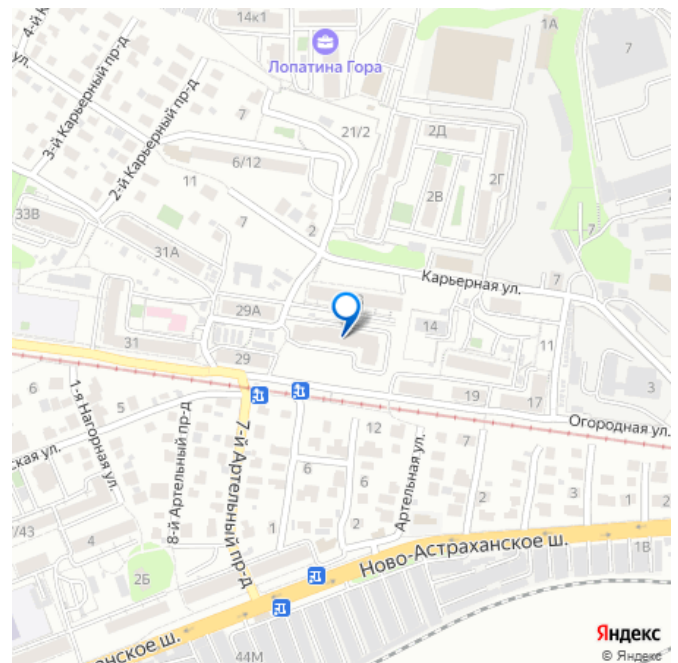 4-й К
14к1
1А
7
Лопатина Гора
ул.
3-й Карьерный пр-д
2-й Карьерный пр-д
7
21/2
2Д
6/12
11
2В
2Г
33В
7
2
7
31А
Карьерная ул.
7
29А
14
31
11
29
3
6
1-я Нагорная ул.
5
19
17
Огородная ул.
ская ул.
8-й Артельный пр-д
7-й Артельный пр-д
12
Артельная ул.
7
6
6
2
3
1
2
/43
4
1
2
Ново-Астраханское ш.
1В
2Б
анское ш.
44М
Яндекс
© Яндекс